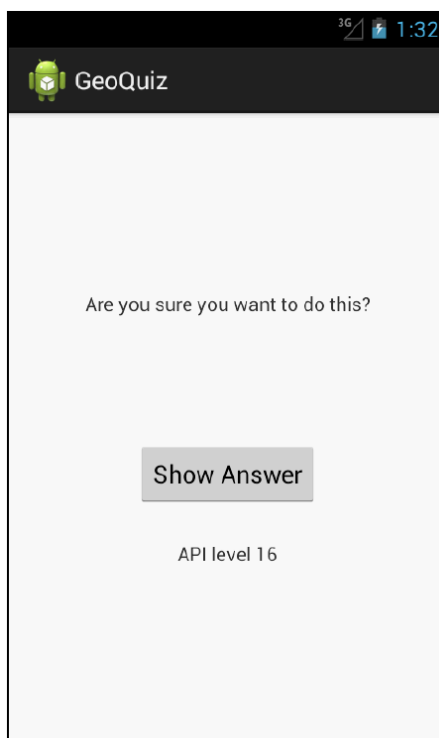 3G 1:32
GeoQuiz
Are you sure you want to do this?
Show Answer
API level 16